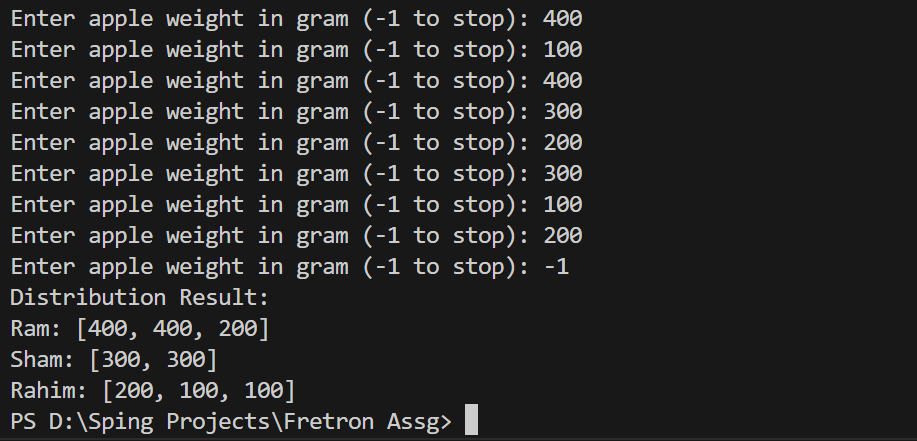 Enter apple weight in gram (-1 to stop): 400
Enter apple weight in gram (-1 to stop): 100
Enter apple weight in gram (-1 to stop): 400
Enter apple weight in gram (-1 to stop): 300
Enter apple weight in gram (-1 to stop): 200
Enter apple weight in gram (-1 to stop): 300
Enter apple weight in gram (-1 to stop): 100
Enter apple weight in gram (-1 to stop): 200
Enter apple weight in gram (-1 to stop): -1
Distribution Result:
Ram: [400, 400, 200]
Sham: [300, 300]
Rahim: [200, 100, 100]
PS D:\Sping Projects\Fretron Assg>